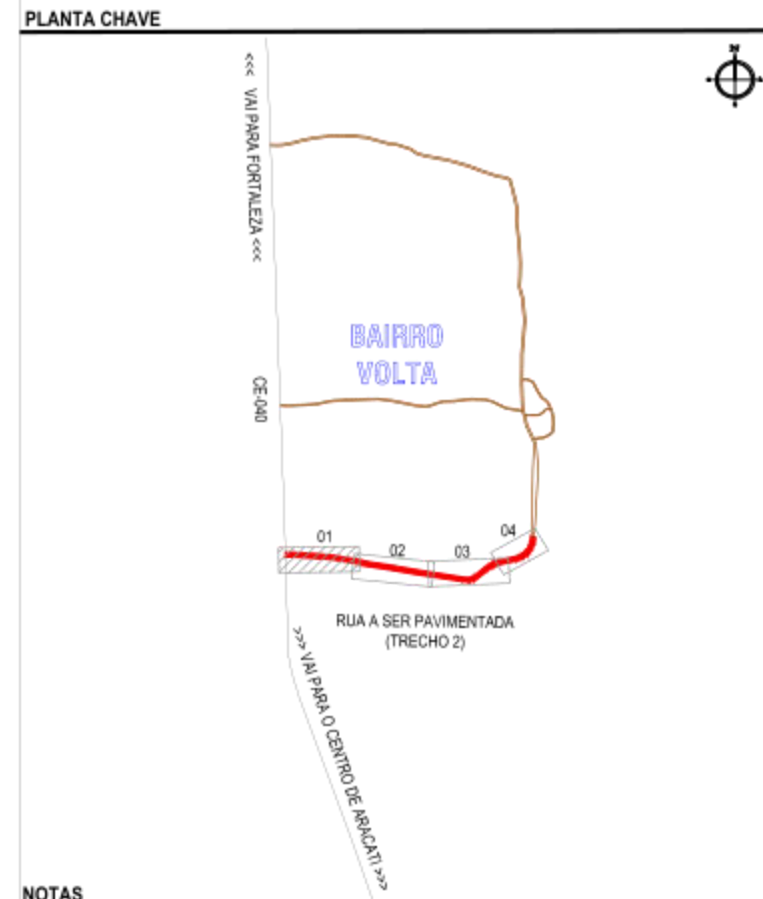 PLANTA CHAVE
N
<<< VAI PARA FORTALEZA <<<
BAIRRO
VOLTA
CE-040
01
02
03
04
RUA A SER PAVIMENTADA
(TRECHO 2)
>>> VAI PARA O CENTRO DE ARACATI >>>
NOTAS